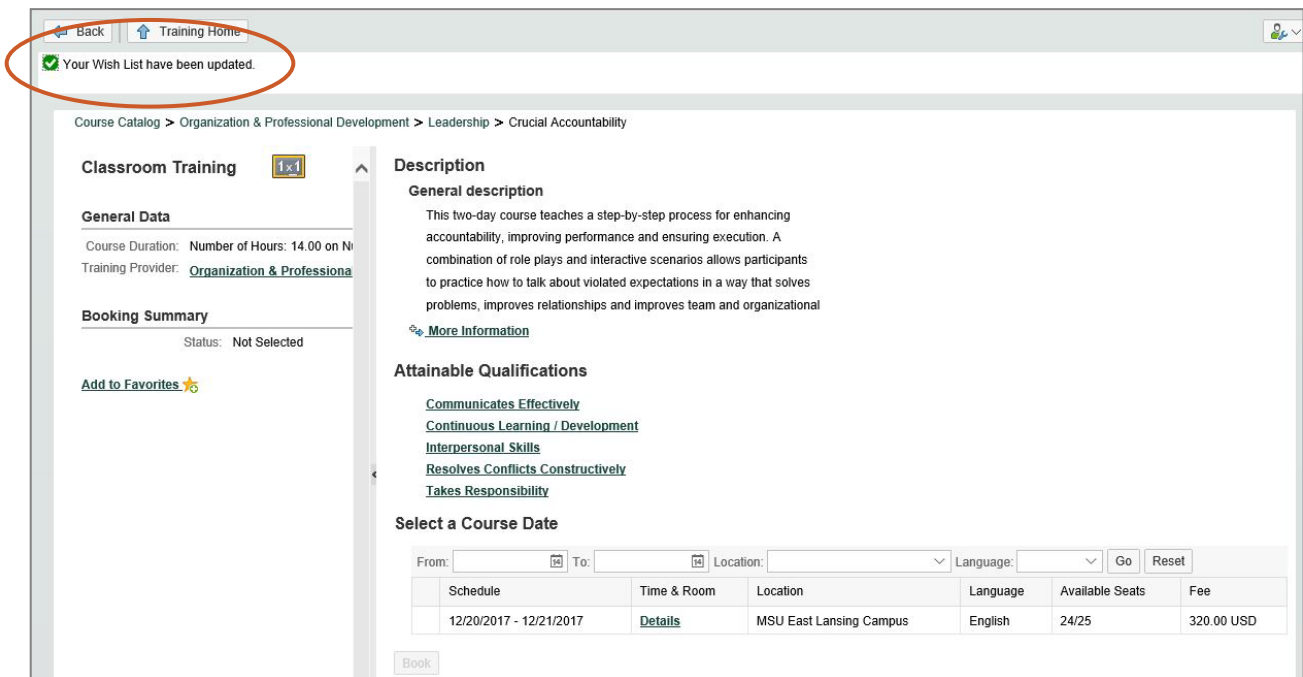 Back Training Home
Your Wish List have been updated.
Course Catalog > Organization & Professional Development > Leadership > Crucial Accountability
Classroom Training 1x1
General Data
Course Duration: Number of Hours: 14.00 on
Training Provider: Organization & Professiona
Booking Summary
Status: Not Selected
Add to Favorites
Description
General description
This two-day course teaches a step-by-step process for enhancing
accountability, improving performance and ensuring execution. A
combination of role plays and interactive scenarios allows participants
to practice how to talk about violated expectations in a way that solves
problems, improves relationships and improves team and organizational
More Information
Attainable Qualifications
Communicates Effectively
Continuous Learning / Development
Interpersonal Skills
Resolves Conflicts Constructively
Takes Responsibility
Select a Course Date
From: 14 To: 14 Location: Language: Go Reset
Schedule Time & Room Location Language Available Seats Fee
12/20/2017 - 12/21/2017 Details MSU East Lansing Campus English 24/25 320.00 USD
Book